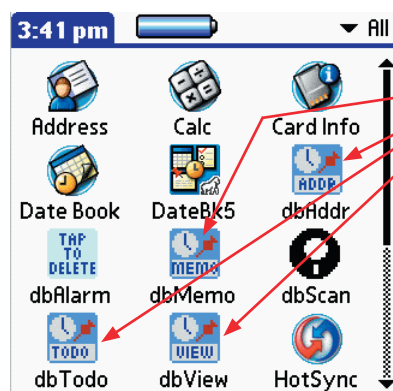 3:41 pm All
Address Calc Card Info
ADDR
Date Book DateBk5 dbAddr
TAP
TO
DELETE MEMO
dbAlarm dbMemo dbScan
TODO VIEW
dbTodo dbView HotSync